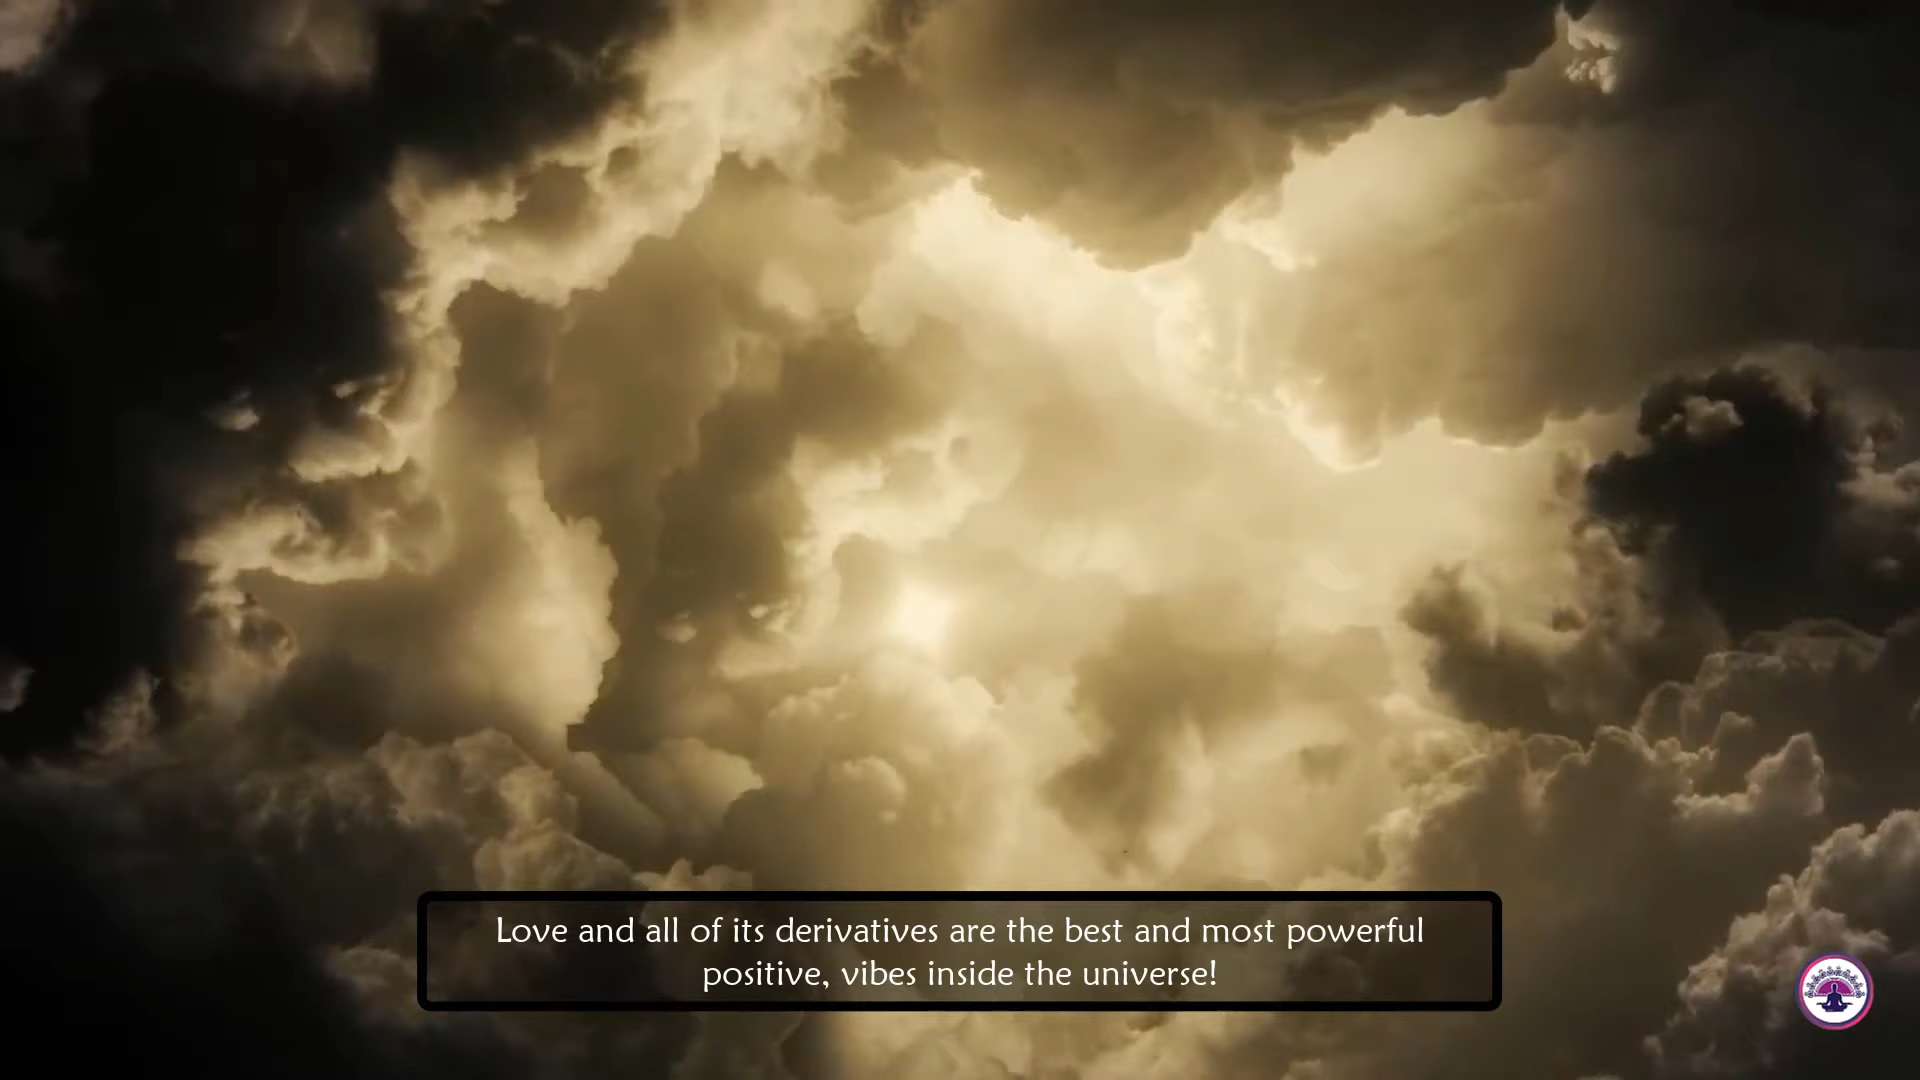 Love and all of its derivatives are the best and most powerful
positive, vibes inside the universe!